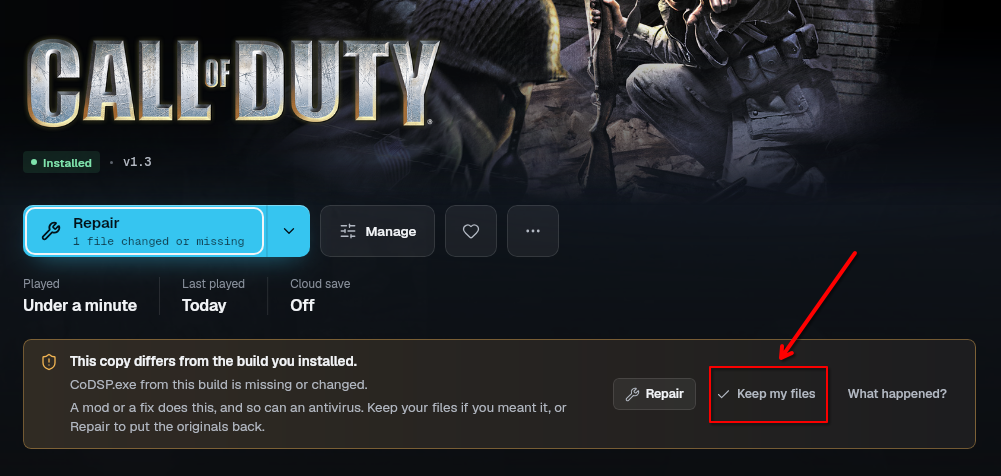 CALL OF DUTY
Installed • v1.3
Repair
1 file changed or missing
Manage
Played
Under a minute
Last played
Today
Cloud save
Off
This copy differs from the build you installed.
CoDSP.exe from this build is missing or changed.
A mod or a fix does this, and so can an antivirus. Keep your files if you meant it, or
Repair to put the originals back.
Repair
Keep my files
What happened?